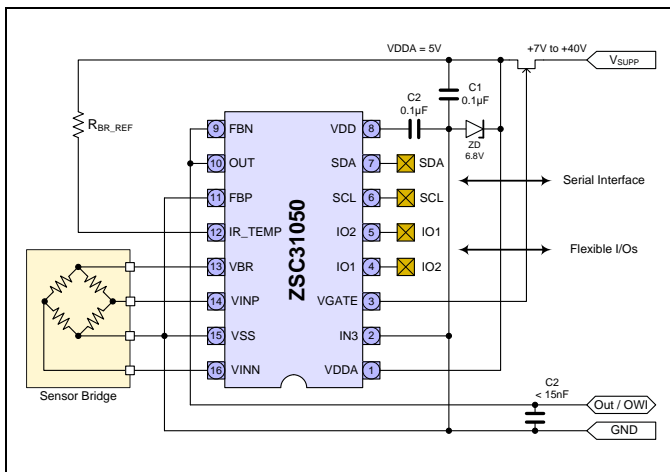 VDDA = 5V
+7V to +40V
VSUPP
C1
0.1µF
C2
0.1µF
RBR_REF
9 FBN
VDD 8
ZD
6.8V
10 OUT
SDA 7
SDA
Serial Interface
11 FBP
SCL 6
SCL
ZSC31050
12 IR_TEMP
IO2 5
IO1
Flexible I/Os
13 VBR
IO1 4
IO2
14 VINP
VGATE 3
15 VSS
IN3 2
16 VINN
VDDA 1
Sensor Bridge
C2
< 15nF
Out / OWI
GND